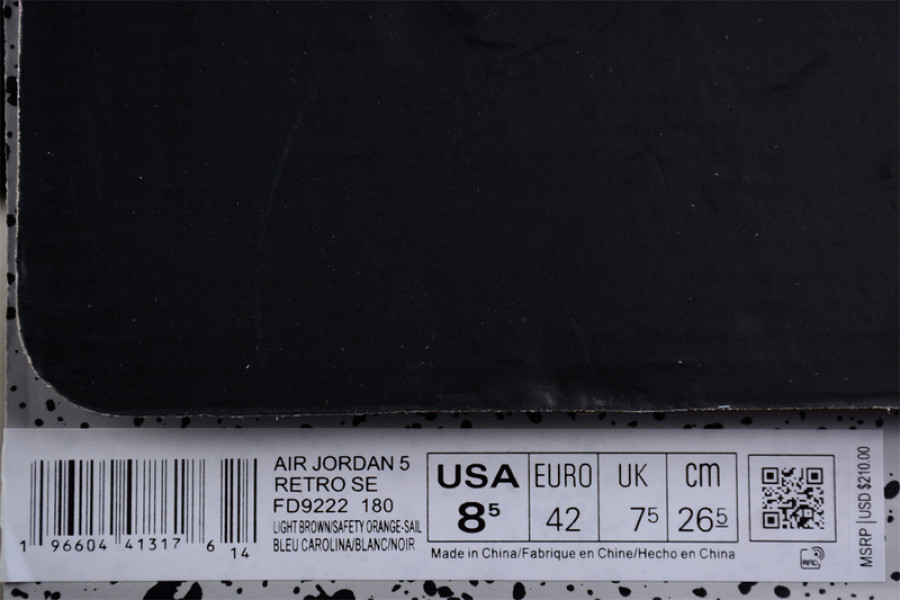 AIR JORDAN 5
RETRO SE
FD9222 180
LIGHT BROWN/SAFETY ORANGE-SAIL
BLEU CAROLINA/BLANC/NOIR
1 96604 41317 6 14
USA EURO UK cm
8⁵ 42 7⁵ 26⁵
Made in China/Fabrique en Chine/Hecho en China
RFID
MSRP | USD $210.00